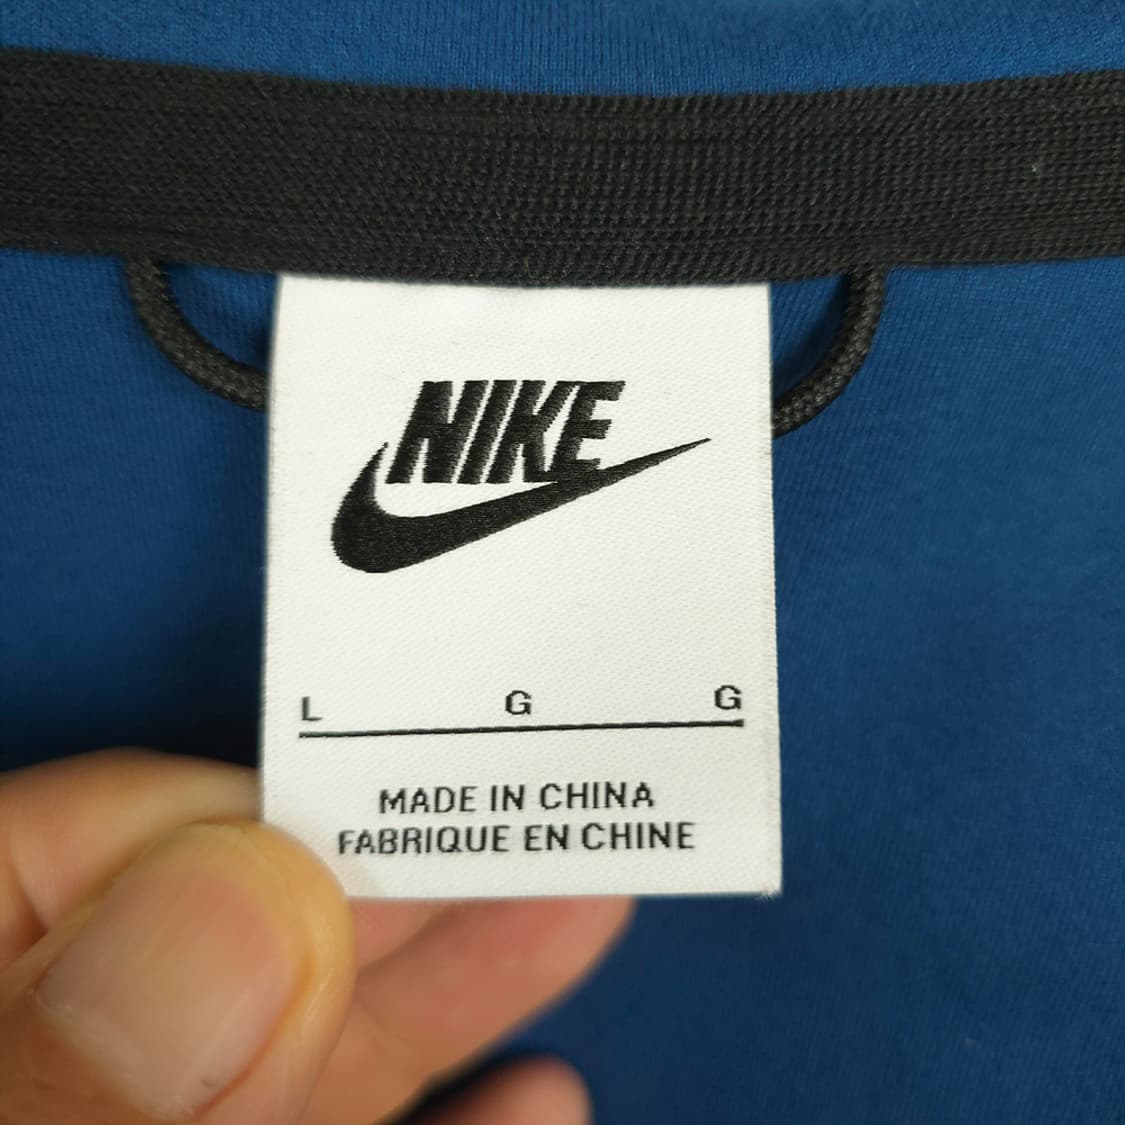 NIKE
L G G
MADE IN CHINA
FABRIQUE EN CHINE